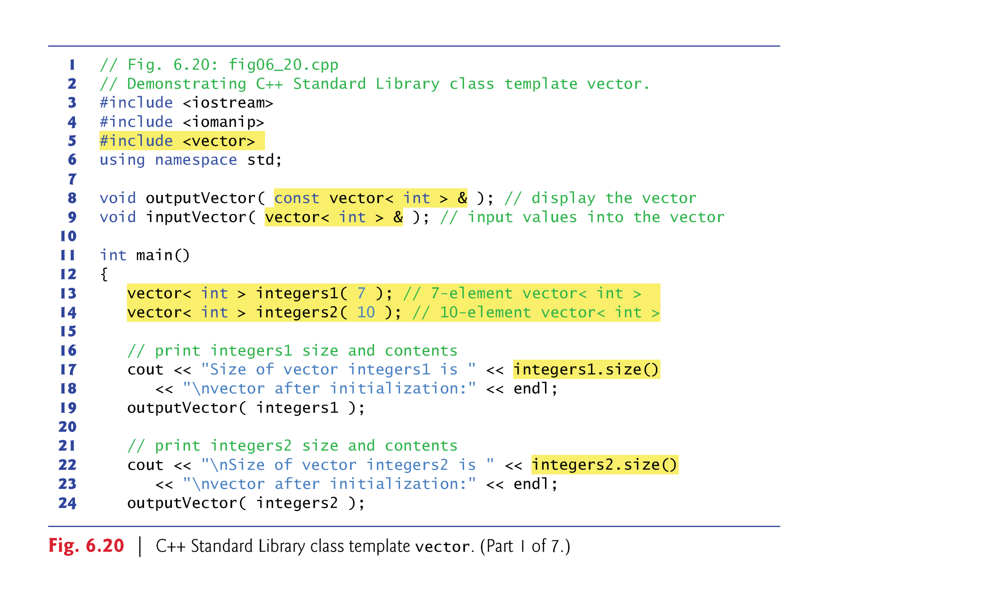 1 // Fig. 6.20: fig06_20.cpp
2 // Demonstrating C++ Standard Library class template vector.
3 #include <iostream>
4 #include <iomanip>
5 #include <vector>
6 using namespace std;
7
8 void outputVector( const vector< int > & ); // display the vector
9 void inputVector( vector< int > & ); // input values into the vector
10
11 int main()
12 {
13    vector< int > integers1( 7 ); // 7-element vector< int >
14    vector< int > integers2( 10 ); // 10-element vector< int >
15
16    // print integers1 size and contents
17    cout << "Size of vector integers1 is " << integers1.size()
18       << "\nvector after initialization:" << endl;
19    outputVector( integers1 );
20
21    // print integers2 size and contents
22    cout << "\nSize of vector integers2 is " << integers2.size()
23       << "\nvector after initialization:" << endl;
24    outputVector( integers2 );
Fig. 6.20 | C++ Standard Library class template vector. (Part 1 of 7.)